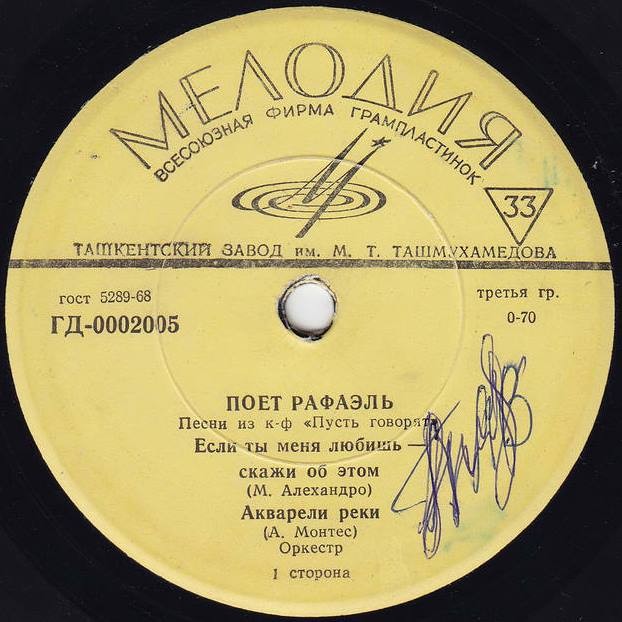 МЕЛОДИЯ
ВСЕСОЮЗНАЯ ФИРМА ГРАМПЛАСТИНОК
33
ТАШКЕНТСКИЙ ЗАВОД им. М. Т. ТАШМУХАМЕДОВА
гост 5289-68
третья гр.
ГД-0002005
0-70
ПОЕТ РАФАЭЛЬ
Песни из к-ф «Пусть говорят»
Если ты меня любишь —
скажи об этом
(М. Алехандро)
Акварели реки
(А. Монтес)
Оркестр
1 сторона